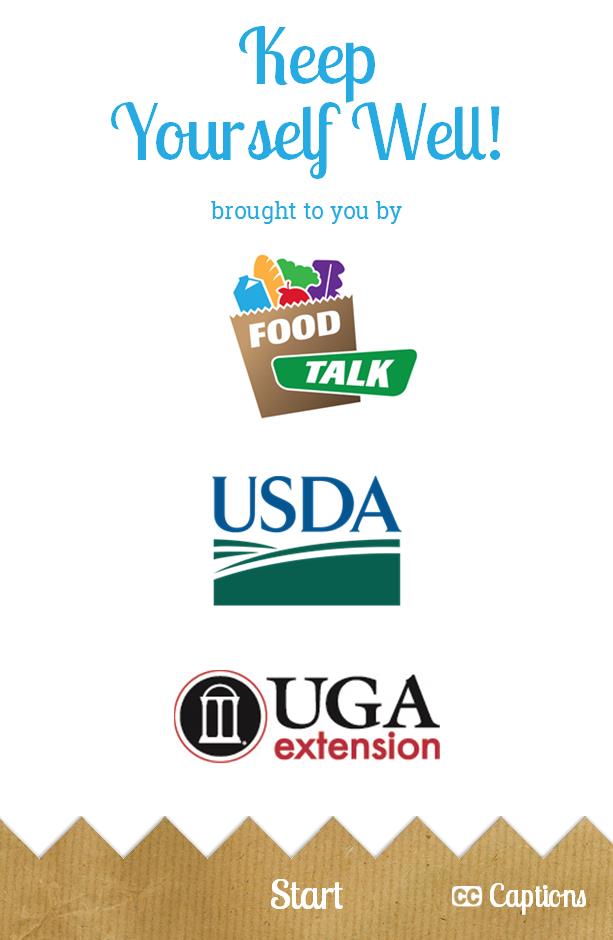 Keep
Yourself Well!
brought to you by
FOOD
TALK
USDA
UGA
extension
Start
CC Captions